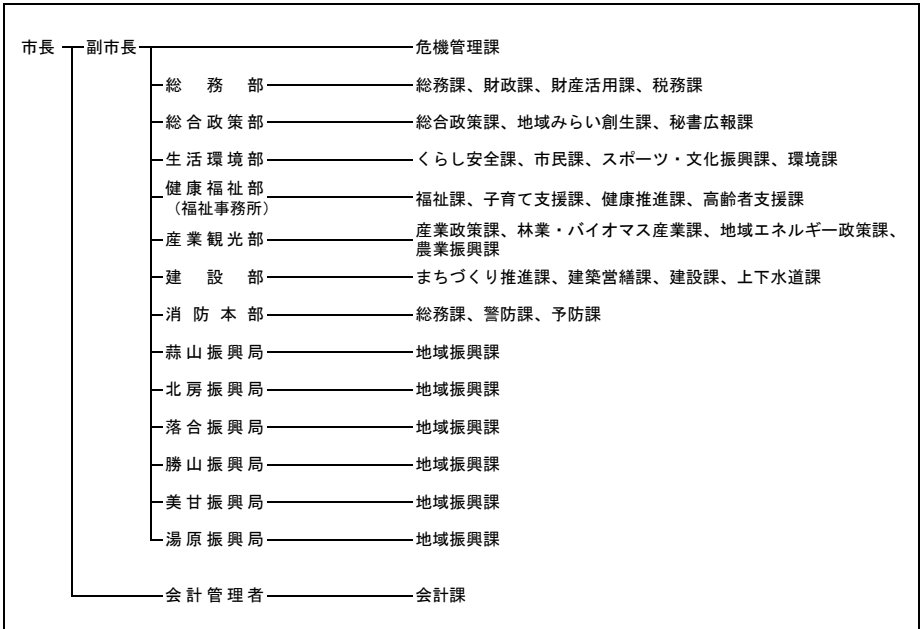 市長 副市長 危機管理課
総務部 総務課、財政課、財産活用課、税務課
総合政策部 総合政策課、地域みらい創生課、秘書広報課
生活環境部 くらし安全課、市民課、スポーツ・文化振興課、環境課
健康福祉部
（福祉事務所） 福祉課、子育て支援課、健康推進課、高齢者支援課
産業観光部 産業政策課、林業・バイオマス産業課、地域エネルギー政策課、
農業振興課
建設部 まちづくり推進課、建築営繕課、建設課、上下水道課
消防本部 総務課、警防課、予防課
蒜山振興局 地域振興課
北房振興局 地域振興課
落合振興局 地域振興課
勝山振興局 地域振興課
美甘振興局 地域振興課
湯原振興局 地域振興課
会計管理者 会計課